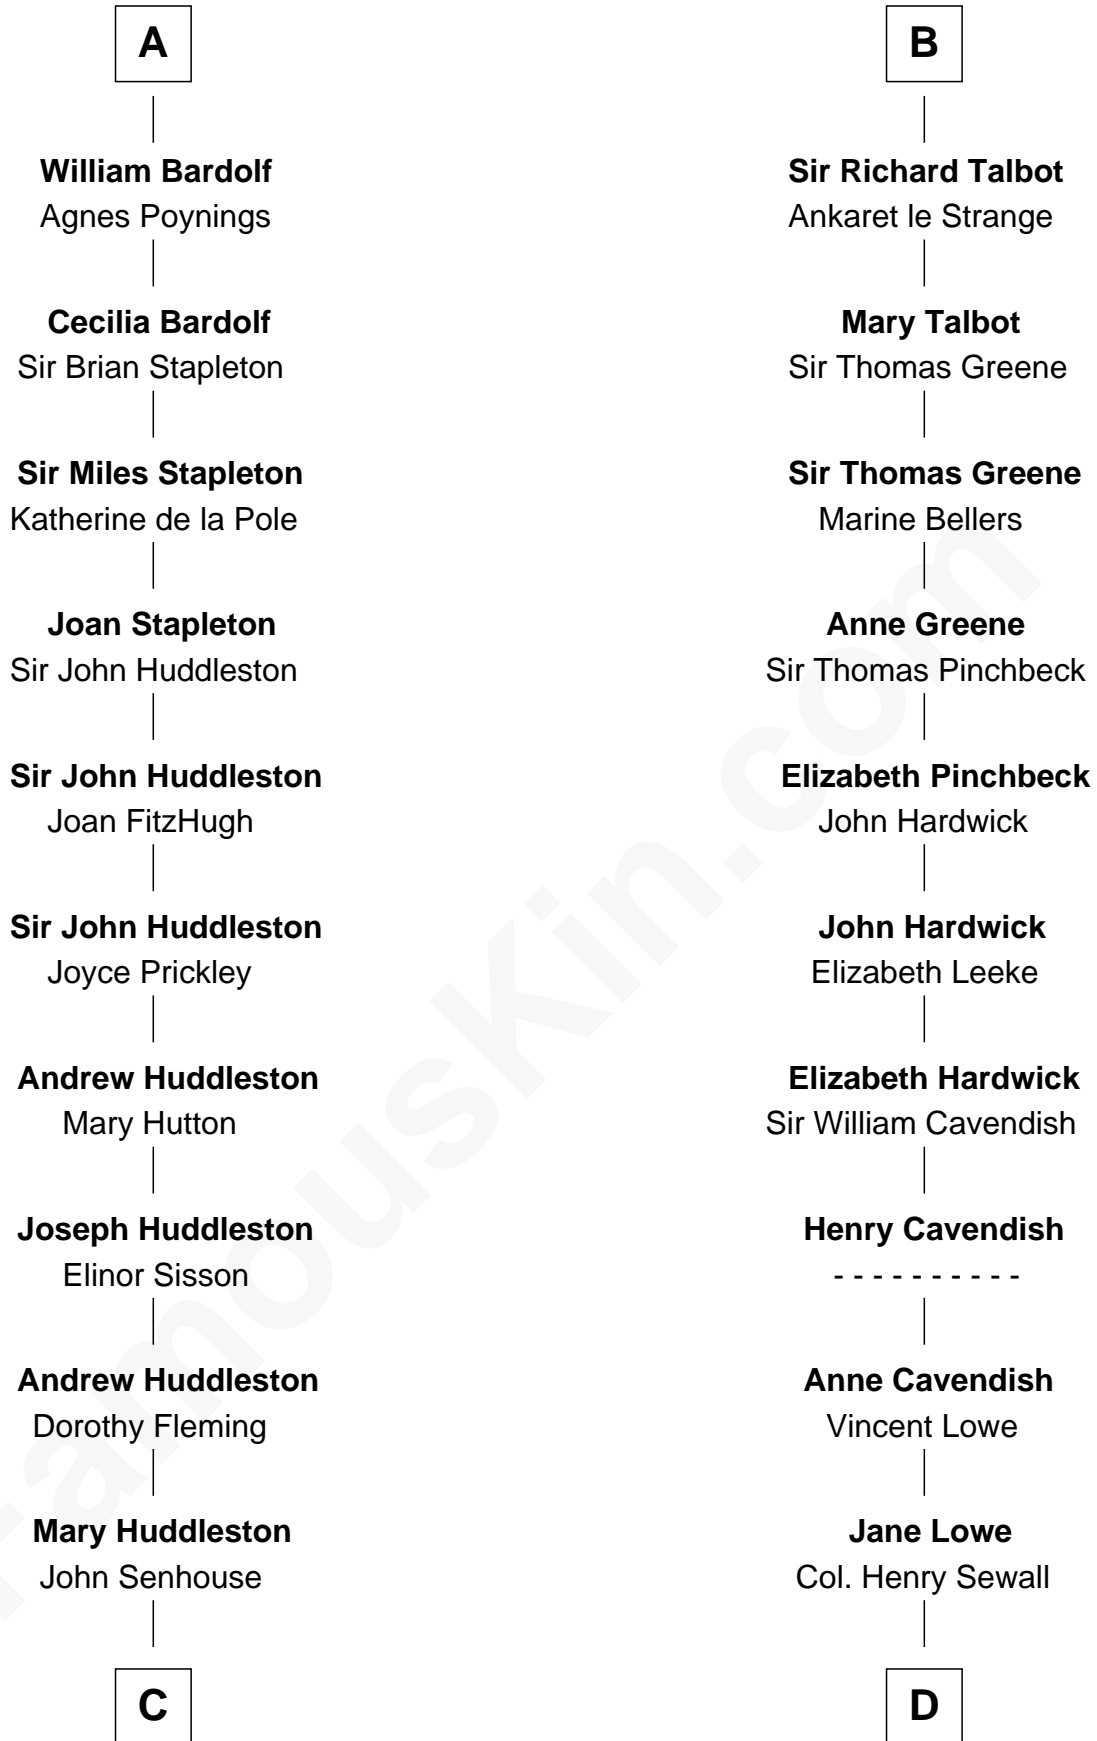 A
William Bardolf
Agnes Poynings
Cecilia Bardolf
Sir Brian Stapleton
Sir Miles Stapleton
Katherine de la Pole
Joan Stapleton
Sir John Huddleston
Sir John Huddleston
Joan FitzHugh
Sir John Huddleston
Joyce Prickley
Andrew Huddleston
Mary Hutton
Joseph Huddleston
Elinor Sisson
Andrew Huddleston
Dorothy Fleming
Mary Huddleston
John Senhouse
C
B
Sir Richard Talbot
Ankaret le Strange
Mary Talbot
Sir Thomas Greene
Sir Thomas Greene
Marine Bellers
Anne Greene
Sir Thomas Pinchbeck
Elizabeth Pinchbeck
John Hardwick
John Hardwick
Elizabeth Leeke
Elizabeth Hardwick
Sir William Cavendish
Henry Cavendish
- - - - - - - - - -
Anne Cavendish
Vincent Lowe
Jane Lowe
Col. Henry Sewall
D
FamousKin.com